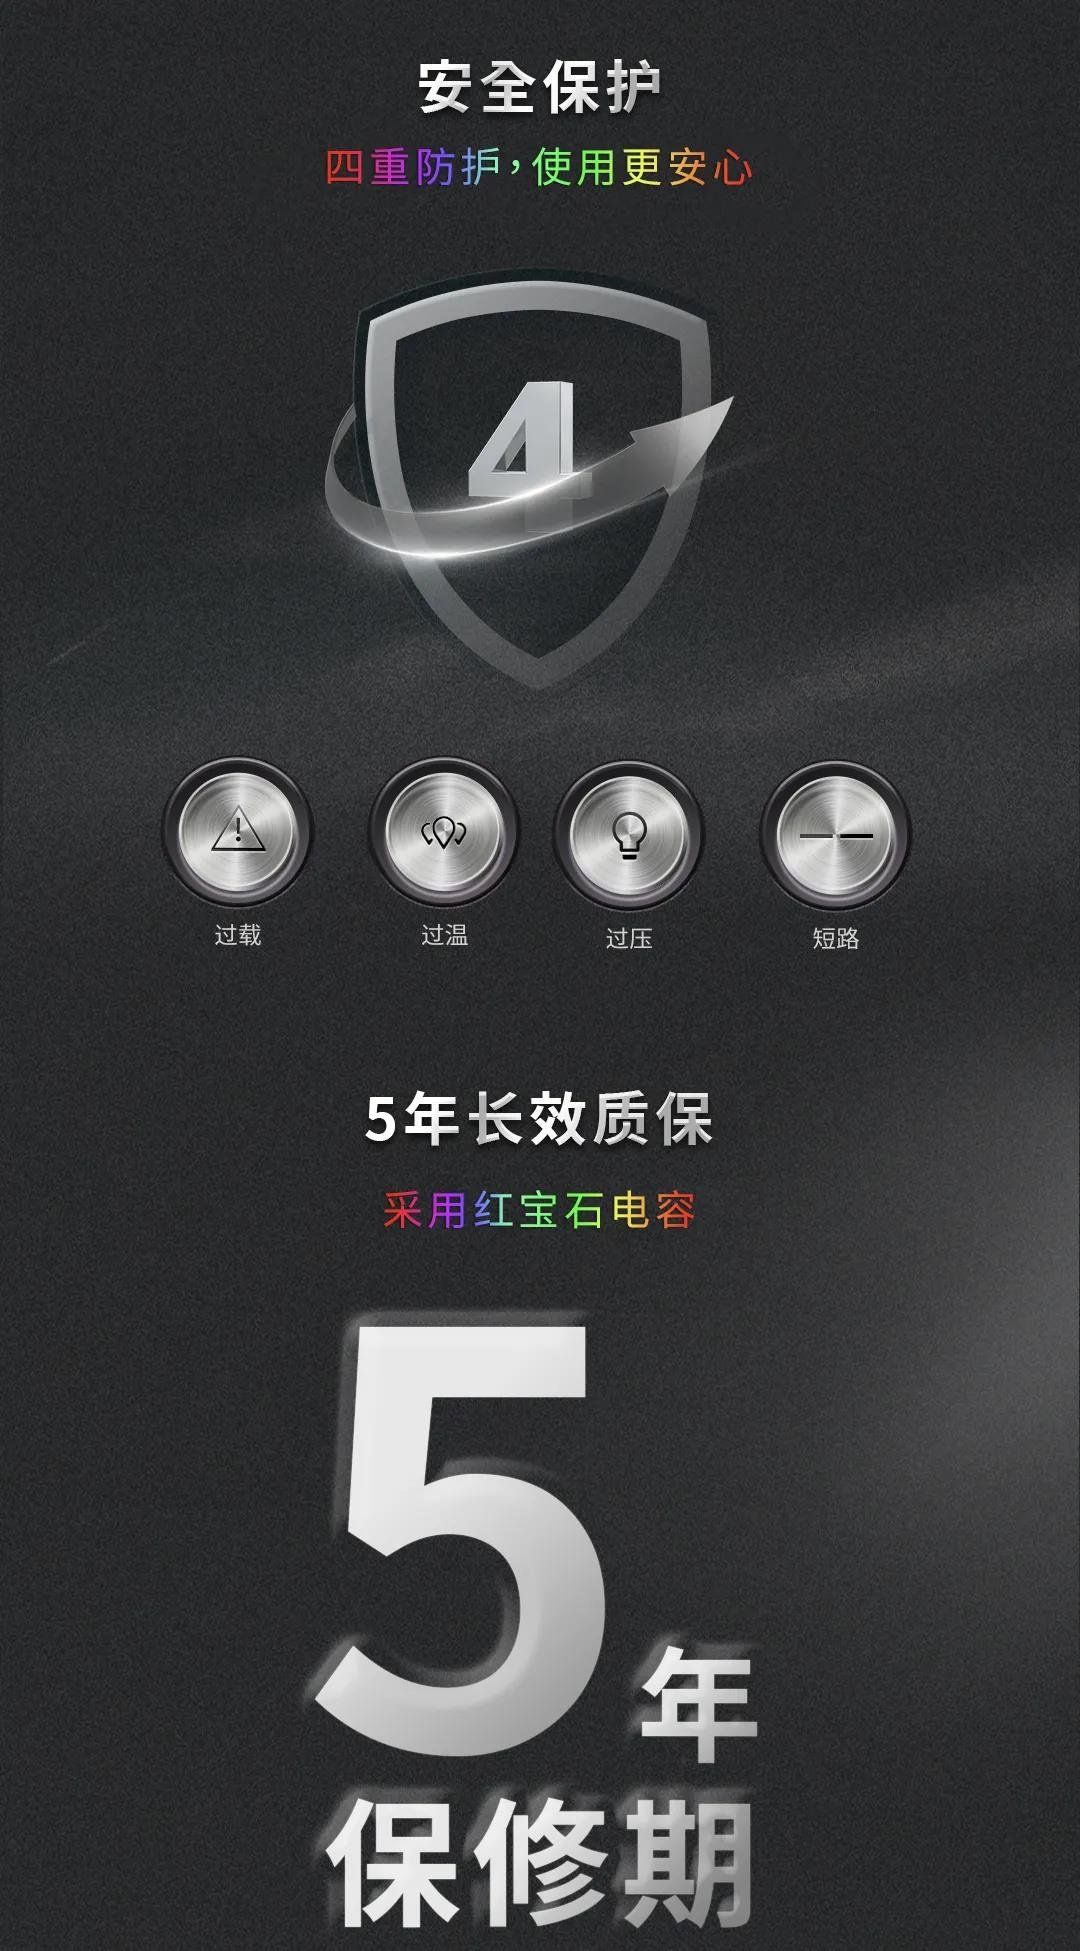 安全保护
四重防护，使用更安心
4
过载
过温
过压
短路
5年长效质保
采用红宝石电容
5年
保修期